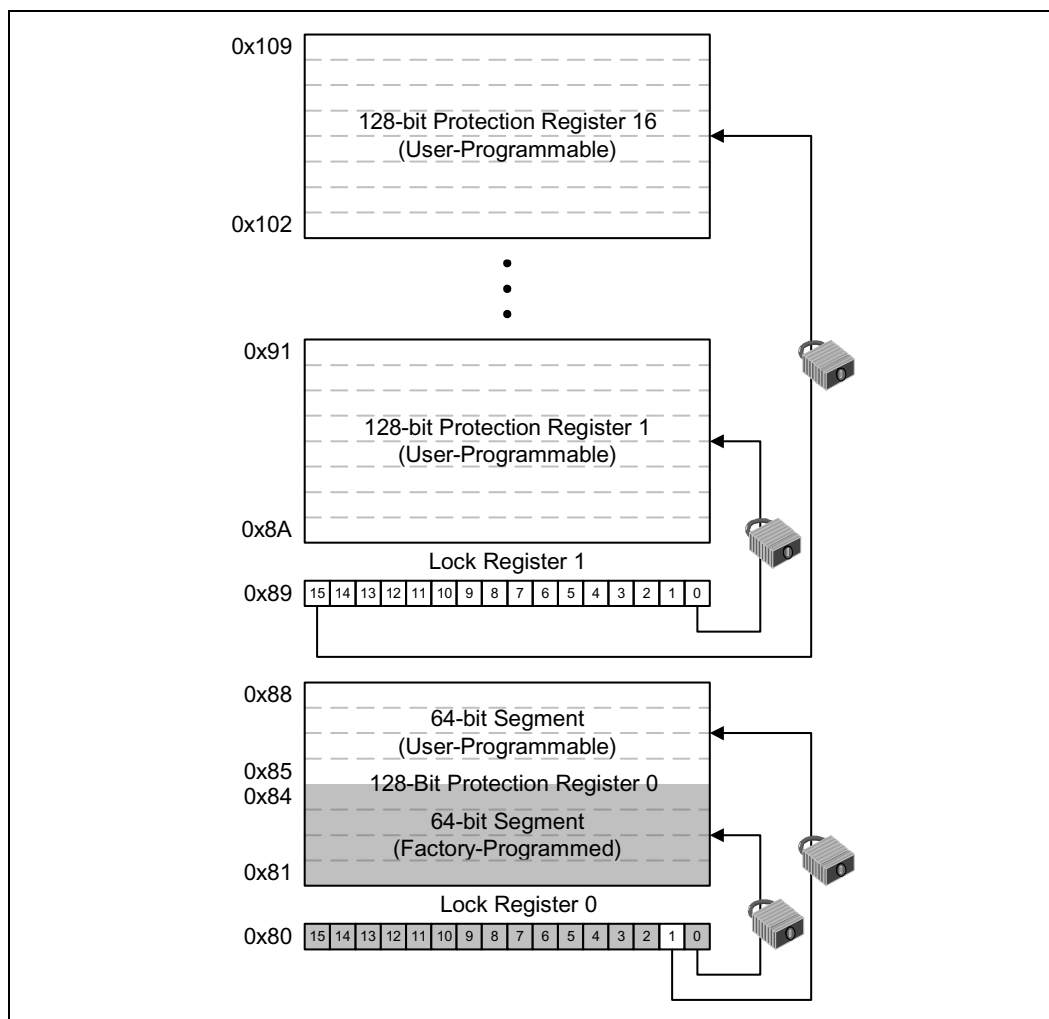 0x109
128-bit Protection Register 16
(User-Programmable)
0x102
0x91
128-bit Protection Register 1
(User-Programmable)
0x8A
Lock Register 1
0x89 15 14 13 12 11 10 9 8 7 6 5 4 3 2 1 0
0x88
64-bit Segment
(User-Programmable)
0x85
128-Bit Protection Register 0
0x84
64-bit Segment
(Factory-Programmed)
0x81
Lock Register 0
0x80 15 14 13 12 11 10 9 8 7 6 5 4 3 2 1 0